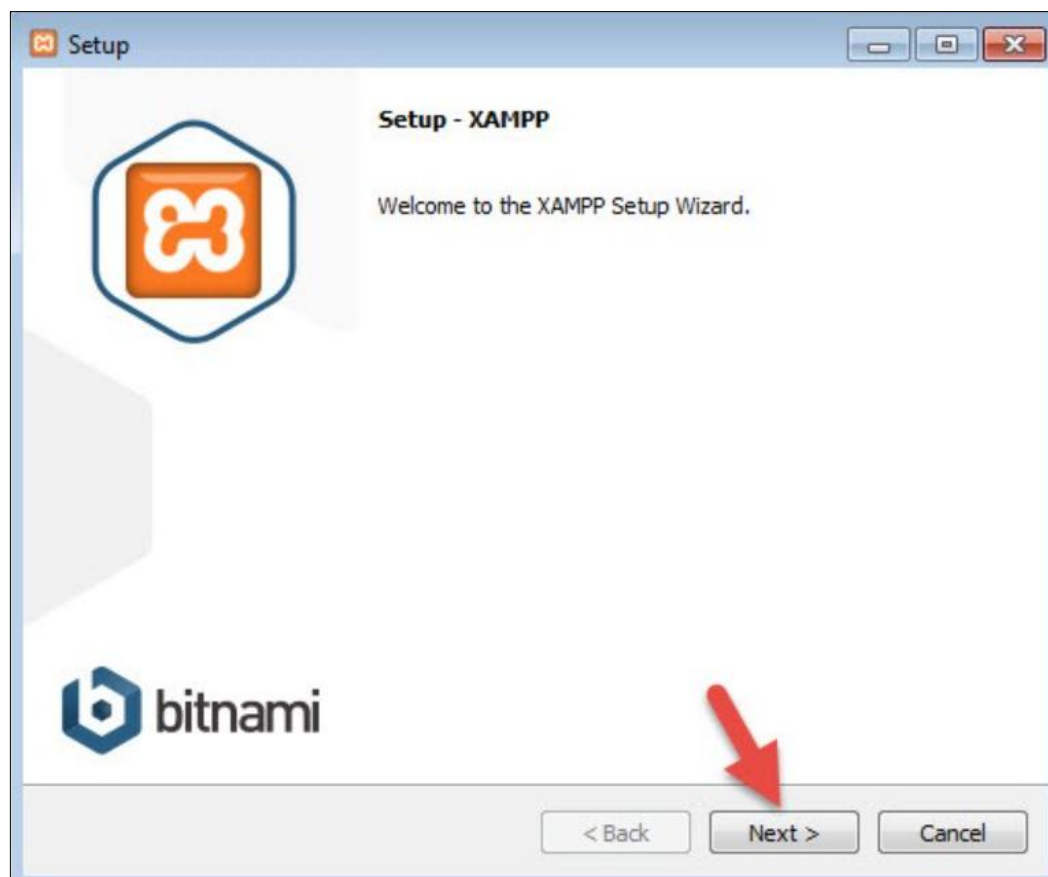 Setup
Setup - XAMPP
Welcome to the XAMPP Setup Wizard.
bitnami
< Back
Next >
Cancel